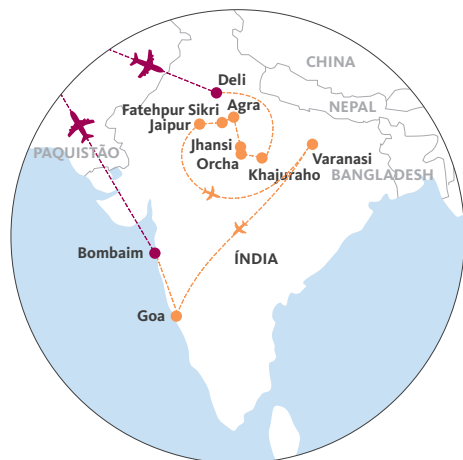 CHINA
Deli
NEPAL
Agra
Fatehpur Sikri
Jaipur
PAQUISTÃO
Jhansi
Orcha
Varanasi
Khajuraho
BANGLADESH
Bombaim
ÍNDIA
Goa